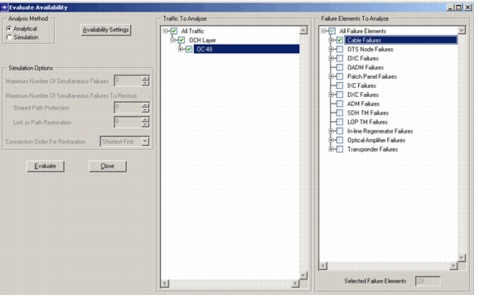 Evaluate Availability
Analysis Method
Analytical
Simulation
Availability Settings
Simulation Options
Maximum Number Of Simultaneous Failures 0
Maximum Number Of Simultaneous Failures To Restore
Shared Path Protection 0
Link or Path Restoration 0
Connection Order For Restoration Shortest First
Evaluate Close
Traffic To Analyze
All Traffic
OCH Layer
OC-48
Failure Elements To Analyze
All Failure Elements
Cable Failures
OTS Node Failures
OXC Failures
OADM Failures
Patch Panel Failures
DC Failures
DXC Failures
ADM Failures
SDH TM Failures
LOP TM Failures
In-line Regenerator Failures
Optical Amplifier Failures
Transponder Failures
Selected Failure Elements 23